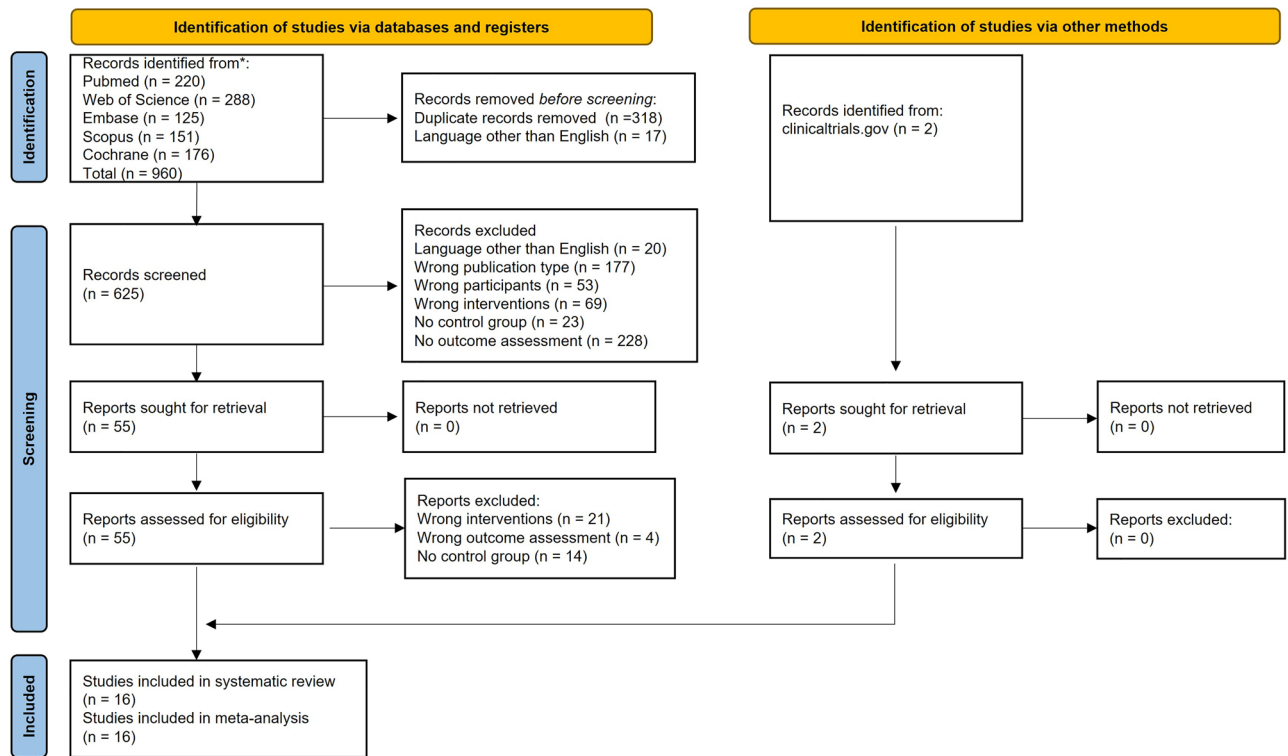 Identification of studies via databases and registers
Identification of studies via other methods
Identification
Records identified from*:
Pubmed (n = 220)
Web of Science (n = 288)
Embase (n = 125)
Scopus (n = 151)
Cochrane (n = 176)
Total (n = 960)
Records removed before screening:
Duplicate records removed (n =318)
Language other than English (n = 17)
Records identified from:
clinicaltrials.gov (n = 2)
Screening
Records screened
(n = 625)
Records excluded
Language other than English (n = 20)
Wrong publication type (n = 177)
Wrong participants (n = 53)
Wrong interventions (n = 69)
No control group (n = 23)
No outcome assessment (n = 228)
Reports sought for retrieval
(n = 55)
Reports not retrieved
(n = 0)
Reports sought for retrieval
(n = 2)
Reports not retrieved
(n = 0)
Reports assessed for eligibility
(n = 55)
Reports excluded:
Wrong interventions (n = 21)
Wrong outcome assessment (n = 4)
No control group (n = 14)
Reports assessed for eligibility
(n = 2)
Reports excluded:
(n = 0)
Included
Studies included in systematic review
(n = 16)
Studies included in meta-analysis
(n = 16)